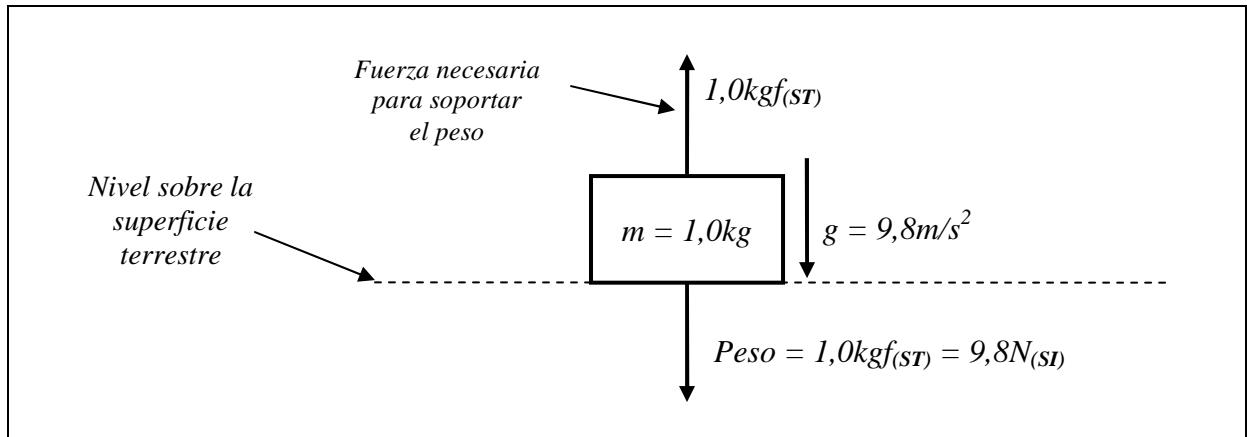 Fuerza necesaria
para soportar
el peso
1,0kgf(ST)
Nivel sobre la
superficie
terrestre
m = 1,0kg
g = 9,8m/s²
Peso = 1,0kgf(ST) = 9,8N(SI)